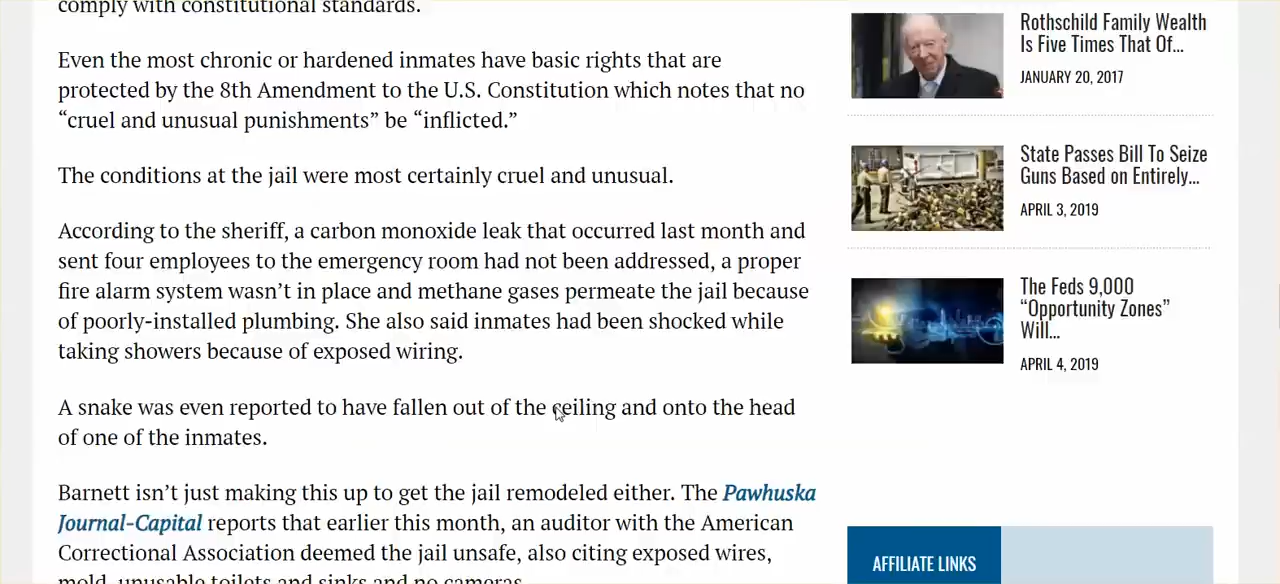 comply with constitutional standards.
Even the most chronic or hardened inmates have basic rights that are
protected by the 8th Amendment to the U.S. Constitution which notes that no
“cruel and unusual punishments” be “inflicted.”
The conditions at the jail were most certainly cruel and unusual.
According to the sheriff, a carbon monoxide leak that occurred last month and
sent four employees to the emergency room had not been addressed, a proper
fire alarm system wasn’t in place and methane gases permeate the jail because
of poorly-installed plumbing. She also said inmates had been shocked while
taking showers because of exposed wiring.
A snake was even reported to have fallen out of the ceiling and onto the head
of one of the inmates.
Barnett isn’t just making this up to get the jail remodeled either. The Pawhuska
Journal-Capital reports that earlier this month, an auditor with the American
Correctional Association deemed the jail unsafe, also citing exposed wires,
mold, unusable toilets and sinks and no cameras.
Rothschild Family Wealth
Is Five Times That Of...
JANUARY 20, 2017
State Passes Bill To Seize
Guns Based on Entirely...
APRIL 3, 2019
The Feds 9,000
“Opportunity Zones”
Will...
APRIL 4, 2019
AFFILIATE LINKS